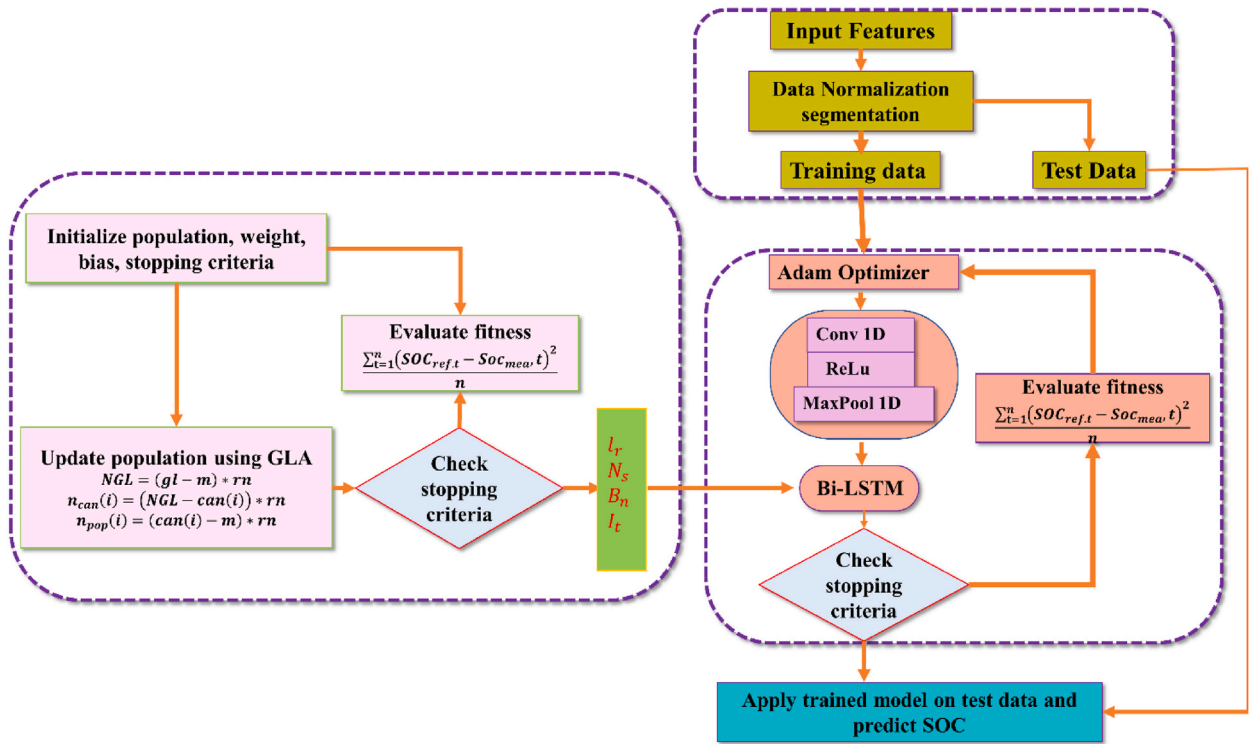 Input Features
Data Normalization
segmentation
Training data
Test Data
Initialize population, weight,
bias, stopping criteria
Evaluate fitness
∑ⁿₜ₌₁(SOC_ref.t − Soc_mea, t)²
n
Update population using GLA
NGL = (gl − m) * rn
n_can(i) = (NGL − can(i)) * rn
n_pop(i) = (can(i) − m) * rn
Check
stopping
criteria
l_r
N_s
B_n
I_t
Adam Optimizer
Conv 1D
ReLu
MaxPool 1D
Bi-LSTM
Check
stopping
criteria
Evaluate fitness
∑ⁿₜ₌₁(SOC_ref.t − Soc_mea, t)²
n
Apply trained model on test data and
predict SOC